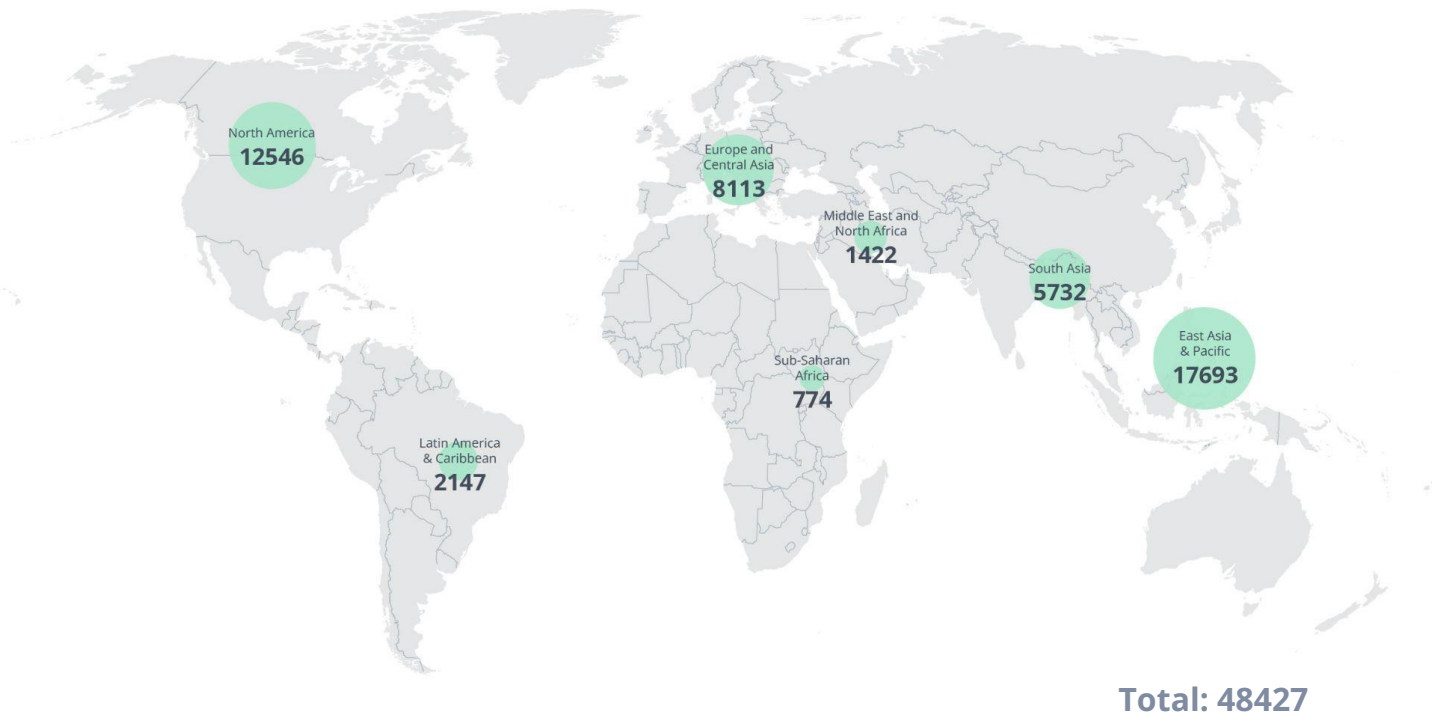 North America
12546
Europe and
Central Asia
8113
Middle East and
North Africa
1422
South Asia
5732
East Asia
& Pacific
17693
Sub-Saharan
Africa
774
Latin America
& Caribbean
2147
Total: 48427